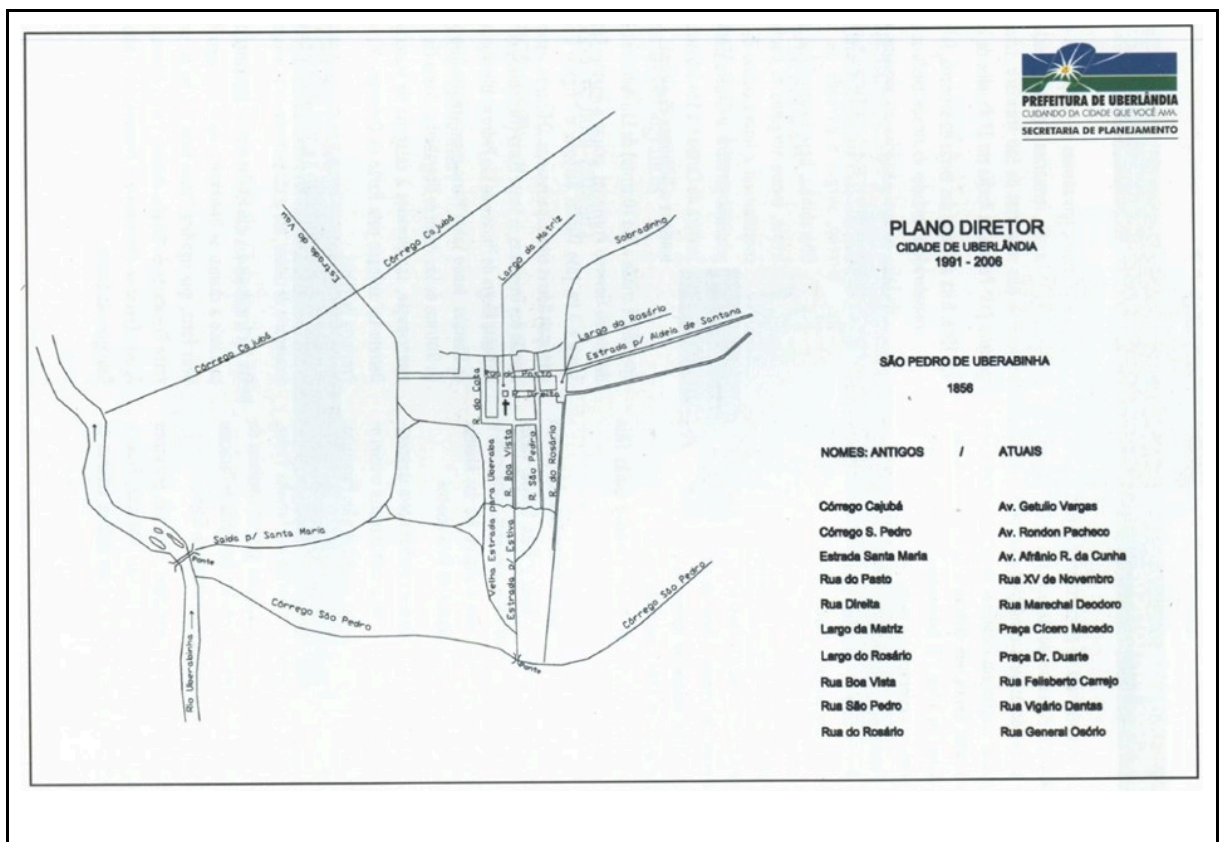 PREFEITURA DE UBERLÂNDIA
CUIDANDO DA CIDADE QUE VOCÊ AMA.
SECRETARIA DE PLANEJAMENTO
PLANO DIRETOR
CIDADE DE UBERLÂNDIA
1991 - 2006
SÃO PEDRO DE UBERABINHA
1856
NOMES: ANTIGOS / ATUAIS
Córrego Cajubá Av. Getulio Vargas
Córrego S. Pedro Av. Rondon Pacheco
Estrada Santa Maria Av. Afrânio R. da Cunha
Rua do Pasto Rua XV de Novembro
Rua Direita Rua Marechal Deodoro
Largo da Matriz Praça Cícero Macedo
Largo do Rosário Praça Dr. Duarte
Rua Boa Vista Rua Felisberto Carrejo
Rua São Pedro Rua Vigário Dantas
Rua do Rosário Rua General Osório
Estrada do Vau
Córrego Cajubá
Córrego Cajubá
Largo da Matriz
Sobradinho
Largo do Rosário
Estrada p/ Aldeia de Santana
Rua do Pasto
R. Direita
R. do Cota
R. Boa Vista
R. São Pedro
R. do Rosário
Velha Estrada para Uberaba
Estrada p/ Estiva
Saída p/ Santa Maria
Ponte
Córrego São Pedro
Córrego São Pedro
Ponte
Rio Uberabinha